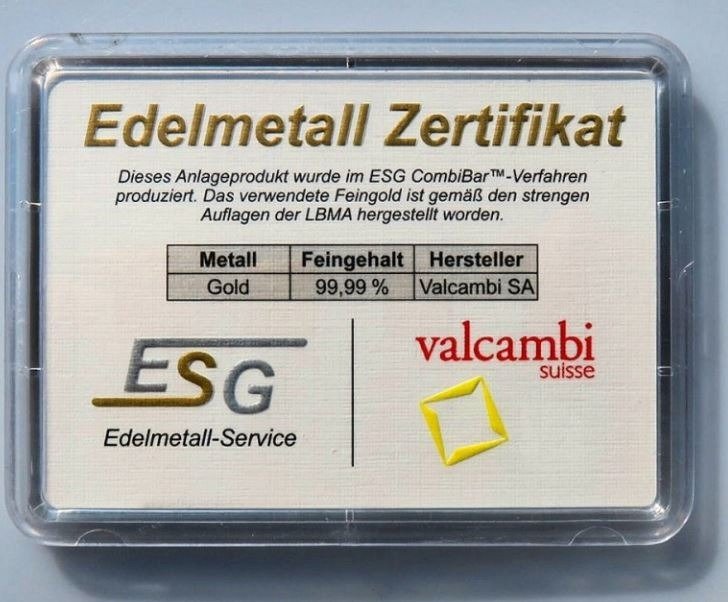 Edelmetall Zertifikat
Dieses Anlageprodukt wurde im ESG CombiBar™-Verfahren
produziert. Das verwendete Feingold ist gemäß den strengen
Auflagen der LBMA hergestellt worden.
Metall Feingehalt Hersteller
Gold 99,99 % Valcambi SA
ESG
Edelmetall-Service
valcambi
suisse